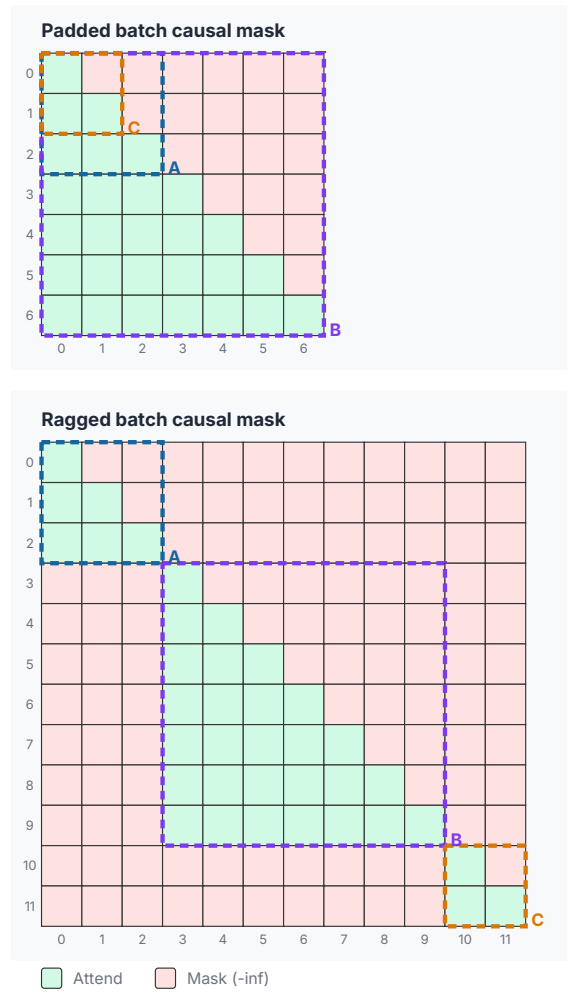 Padded batch causal mask
0
1
C
2
A
3
4
5
6
B
0 1 2 3 4 5 6
Ragged batch causal mask
0
1
2
A
3
4
5
6
7
8
9
B
10
11
C
0 1 2 3 4 5 6 7 8 9 10 11
Attend Mask (-inf)